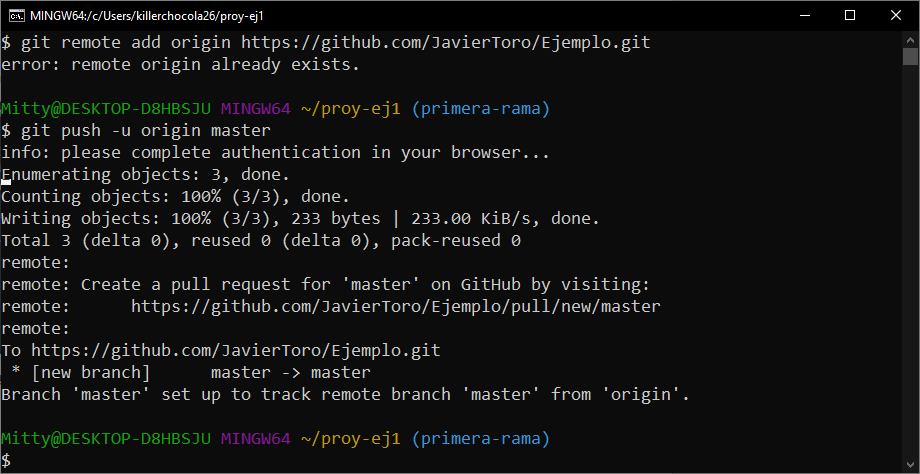 MINGW64:/c/Users/killerchocola26/proy-ej1
$ git remote add origin https://github.com/JavierToro/Ejemplo.git
error: remote origin already exists.
Mitty@DESKTOP-D8HBSJU MINGW64 ~/proy-ej1 (primera-rama)
$ git push -u origin master
info: please complete authentication in your browser...
Enumerating objects: 3, done.
Counting objects: 100% (3/3), done.
Writing objects: 100% (3/3), 233 bytes | 233.00 KiB/s, done.
Total 3 (delta 0), reused 0 (delta 0), pack-reused 0
remote:
remote: Create a pull request for 'master' on GitHub by visiting:
remote:      https://github.com/JavierToro/Ejemplo/pull/new/master
remote:
To https://github.com/JavierToro/Ejemplo.git
 * [new branch]      master -> master
Branch 'master' set up to track remote branch 'master' from 'origin'.
Mitty@DESKTOP-D8HBSJU MINGW64 ~/proy-ej1 (primera-rama)
$